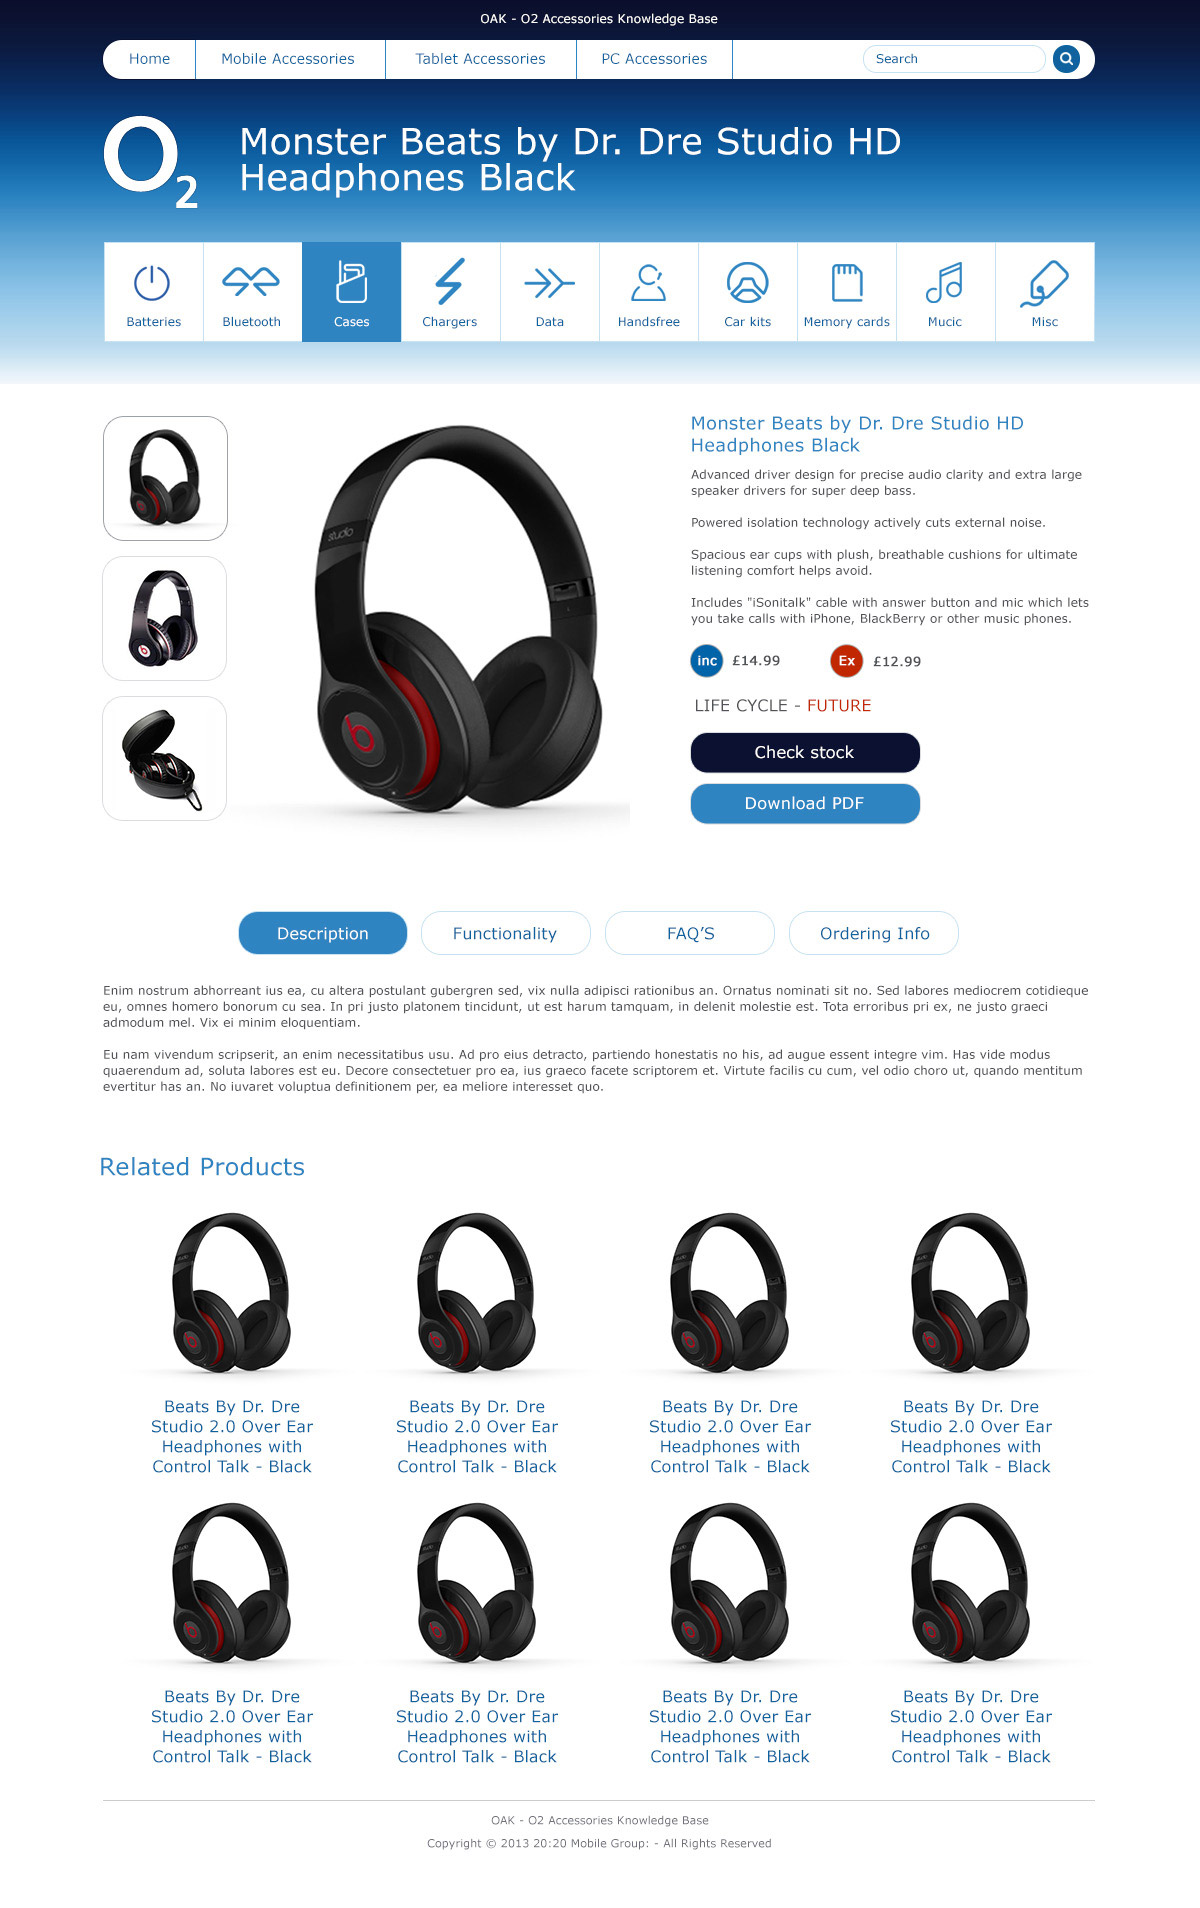 OAK - O2 Accessories Knowledge Base
Home
Mobile Accessories
Tablet Accessories
PC Accessories
Search
O2
Monster Beats by Dr. Dre Studio HD
Headphones Black
Batteries
Bluetooth
Cases
Chargers
Data
Handsfree
Car kits
Memory cards
Mucic
Misc
studio
Monster Beats by Dr. Dre Studio HD
Headphones Black
Advanced driver design for precise audio clarity and extra large
speaker drivers for super deep bass.
Powered isolation technology actively cuts external noise.
Spacious ear cups with plush, breathable cushions for ultimate
listening comfort helps avoid.
Includes "iSonitalk" cable with answer button and mic which lets
you take calls with iPhone, BlackBerry or other music phones.
inc £14.99
Ex £12.99
LIFE CYCLE - FUTURE
Check stock
Download PDF
Description
Functionality
FAQ'S
Ordering Info
Enim nostrum abhorreant ius ea, cu altera postulant gubergren sed, vix nulla adipisci rationibus an. Ornatus nominati sit no. Sed labores mediocrem cotidieque
eu, omnes homero bonorum cu sea. In pri justo platonem tincidunt, ut est harum tamquam, in delenit molestie est. Tota erroribus pri ex, ne justo graeci
admodum mel. Vix ei minim eloquentiam.
Eu nam vivendum scripserit, an enim necessitatibus usu. Ad pro eius detracto, partiendo honestatis no his, ad augue essent integre vim. Has vide modus
quaerendum ad, soluta labores est eu. Decore consectetuer pro ea, ius graeco facete scriptorem et. Virtute facilis cu cum, vel odio choro ut, quando mentitum
evertitur has an. No iuvaret voluptua definitionem per, ea meliore interesset quo.
Related Products
Beats By Dr. Dre
Studio 2.0 Over Ear
Headphones with
Control Talk - Black
Beats By Dr. Dre
Studio 2.0 Over Ear
Headphones with
Control Talk - Black
Beats By Dr. Dre
Studio 2.0 Over Ear
Headphones with
Control Talk - Black
Beats By Dr. Dre
Studio 2.0 Over Ear
Headphones with
Control Talk - Black
Beats By Dr. Dre
Studio 2.0 Over Ear
Headphones with
Control Talk - Black
Beats By Dr. Dre
Studio 2.0 Over Ear
Headphones with
Control Talk - Black
Beats By Dr. Dre
Studio 2.0 Over Ear
Headphones with
Control Talk - Black
Beats By Dr. Dre
Studio 2.0 Over Ear
Headphones with
Control Talk - Black
OAK - O2 Accessories Knowledge Base
Copyright © 2013 20:20 Mobile Group: - All Rights Reserved